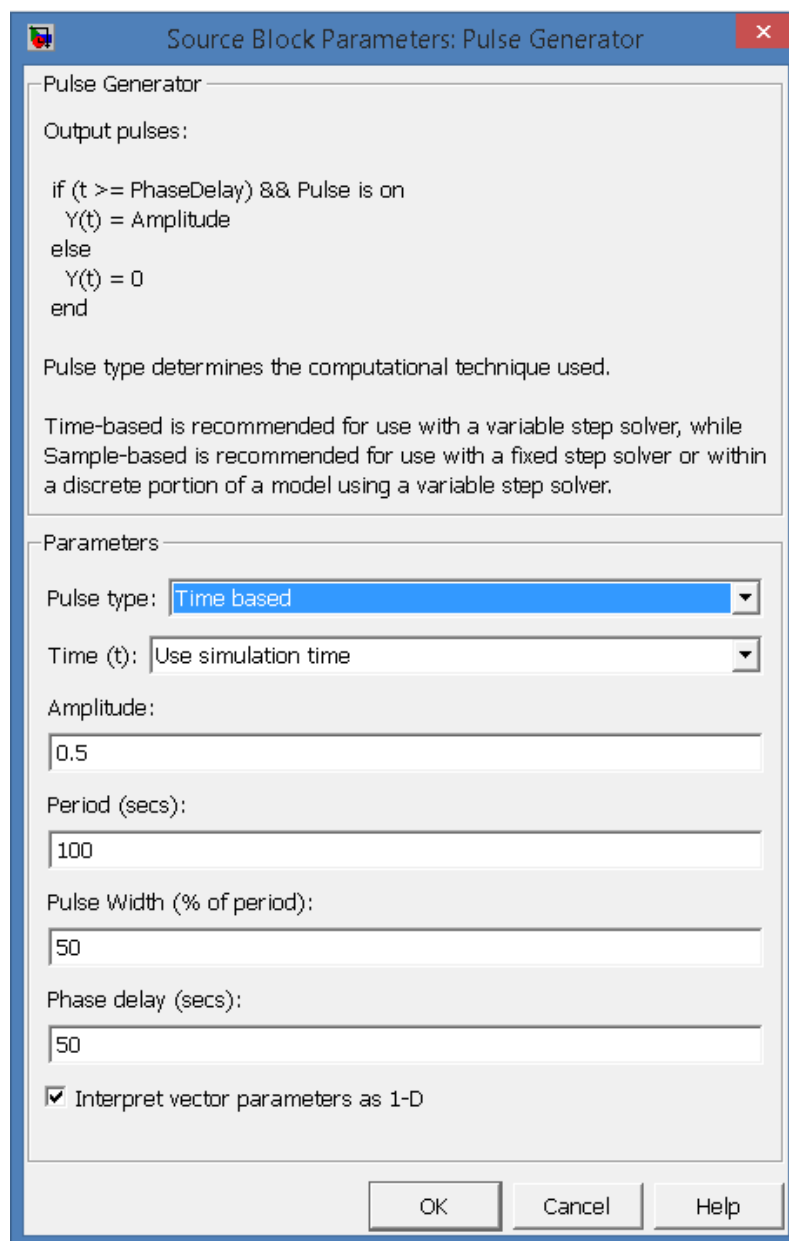 Source Block Parameters: Pulse Generator
Pulse Generator
Output pulses:
if (t >= PhaseDelay) && Pulse is on
Y(t) = Amplitude
else
Y(t) = 0
end
Pulse type determines the computational technique used.
Time-based is recommended for use with a variable step solver, while
Sample-based is recommended for use with a fixed step solver or within
a discrete portion of a model using a variable step solver.
Parameters
Pulse type: Time based
Time (t): Use simulation time
Amplitude:
0.5
Period (secs):
100
Pulse Width (% of period):
50
Phase delay (secs):
50
Interpret vector parameters as 1-D
OK Cancel Help